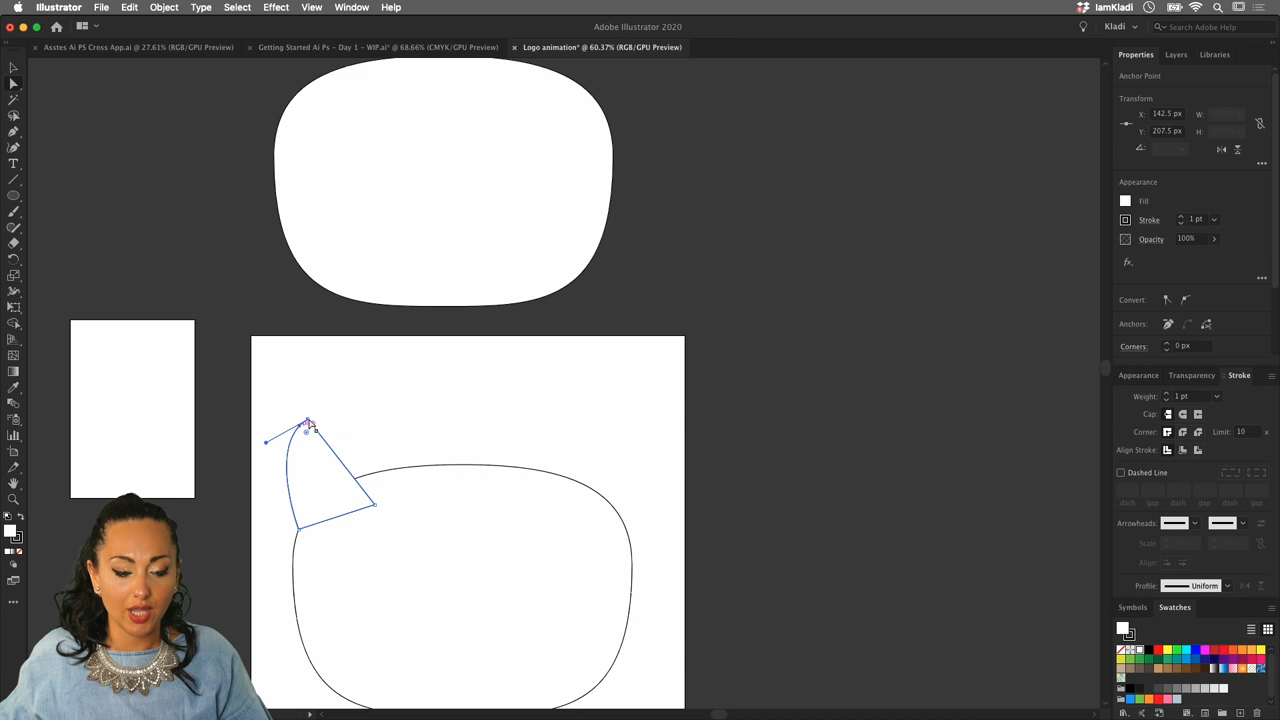 Illustrator File Edit Object Type Select Effect View Window Help
IamKladi
Adobe Illustrator 2020
Kladi
Search Adobe Help
Asstes Ai PS Cross App.ai* @ 27.61% (RGB/GPU Preview)
Getting Started Ai Ps – Day 1 – WIP.ai* @ 68.66% (CMYK/GPU Preview)
Logo animation* @ 60.37% (RGB/GPU Preview)
Properties Layers Libraries
Anchor Point
Transform
X: 142.5 px W:
Y: 207.5 px H:
Appearance
Fill
Stroke 1 pt
Opacity 100%
fx.
Convert:
Anchors:
Corners: 0 px
Appearance Transparency Stroke
Weight: 1 pt
Cap:
Corner: Limit: 10 x
Align Stroke:
Dashed Line
dash gap dash gap dash gap
Arrowheads:
Scale:
Align:
Profile: Uniform
Symbols Swatches